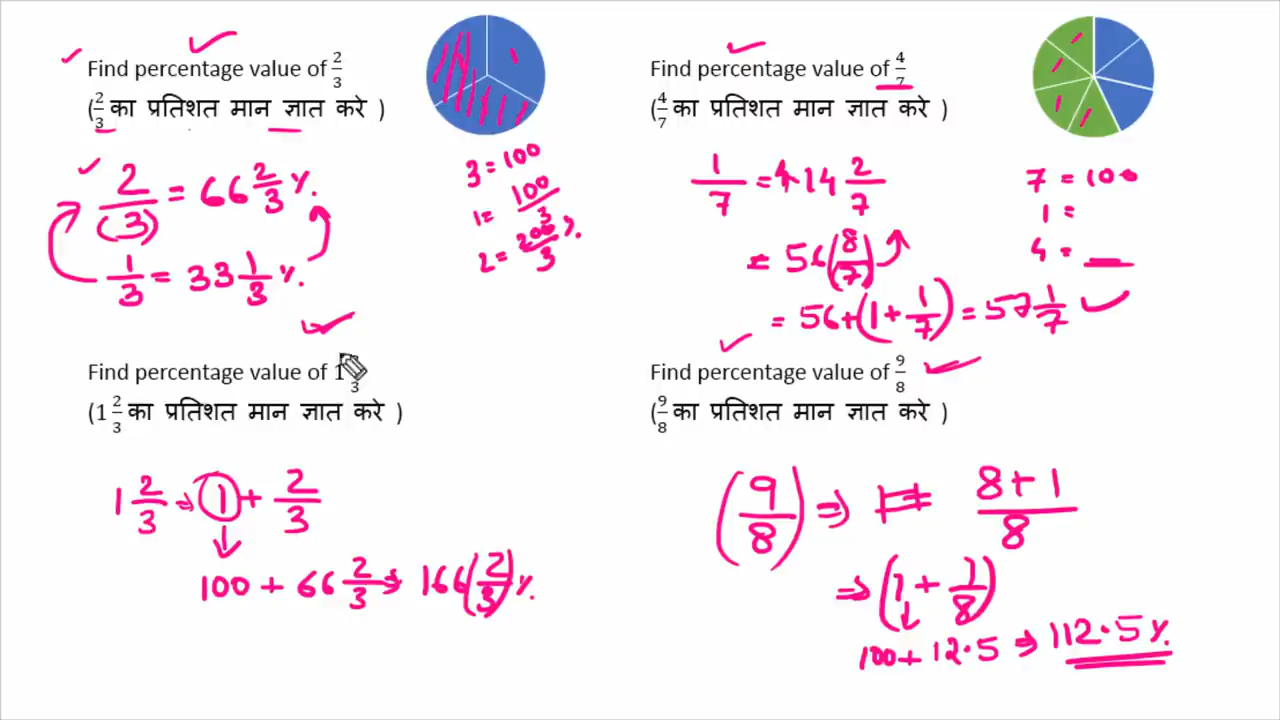 Find percentage value of 2/3
(2/3 का प्रतिशत मान ज्ञात करे )
2/(3) = 66 2/3 %.
1/3 = 33 1/3 %.
3 = 100
1 = 100/3
2 = 200/3 %.
Find percentage value of 4/7
(4/7 का प्रतिशत मान ज्ञात करे )
1/7 = 14 2/7
= 56 (8/7)
= 56 + (1 + 1/7) = 57 1/7
7 = 100
1 =
4 =
Find percentage value of 1 /3
(1 2/3 का प्रतिशत मान ज्ञात करे )
1 2/3 ⇒ 1 + 2/3
100 + 66 2/3 ⇒ 166 (2/3) %.
Find percentage value of 9/8
(9/8 का प्रतिशत मान ज्ञात करे )
(9/8) ⇒ 8+1/8
⇒ (1 + 1/8)
100 + 12.5 ⇒ 112.5 %.